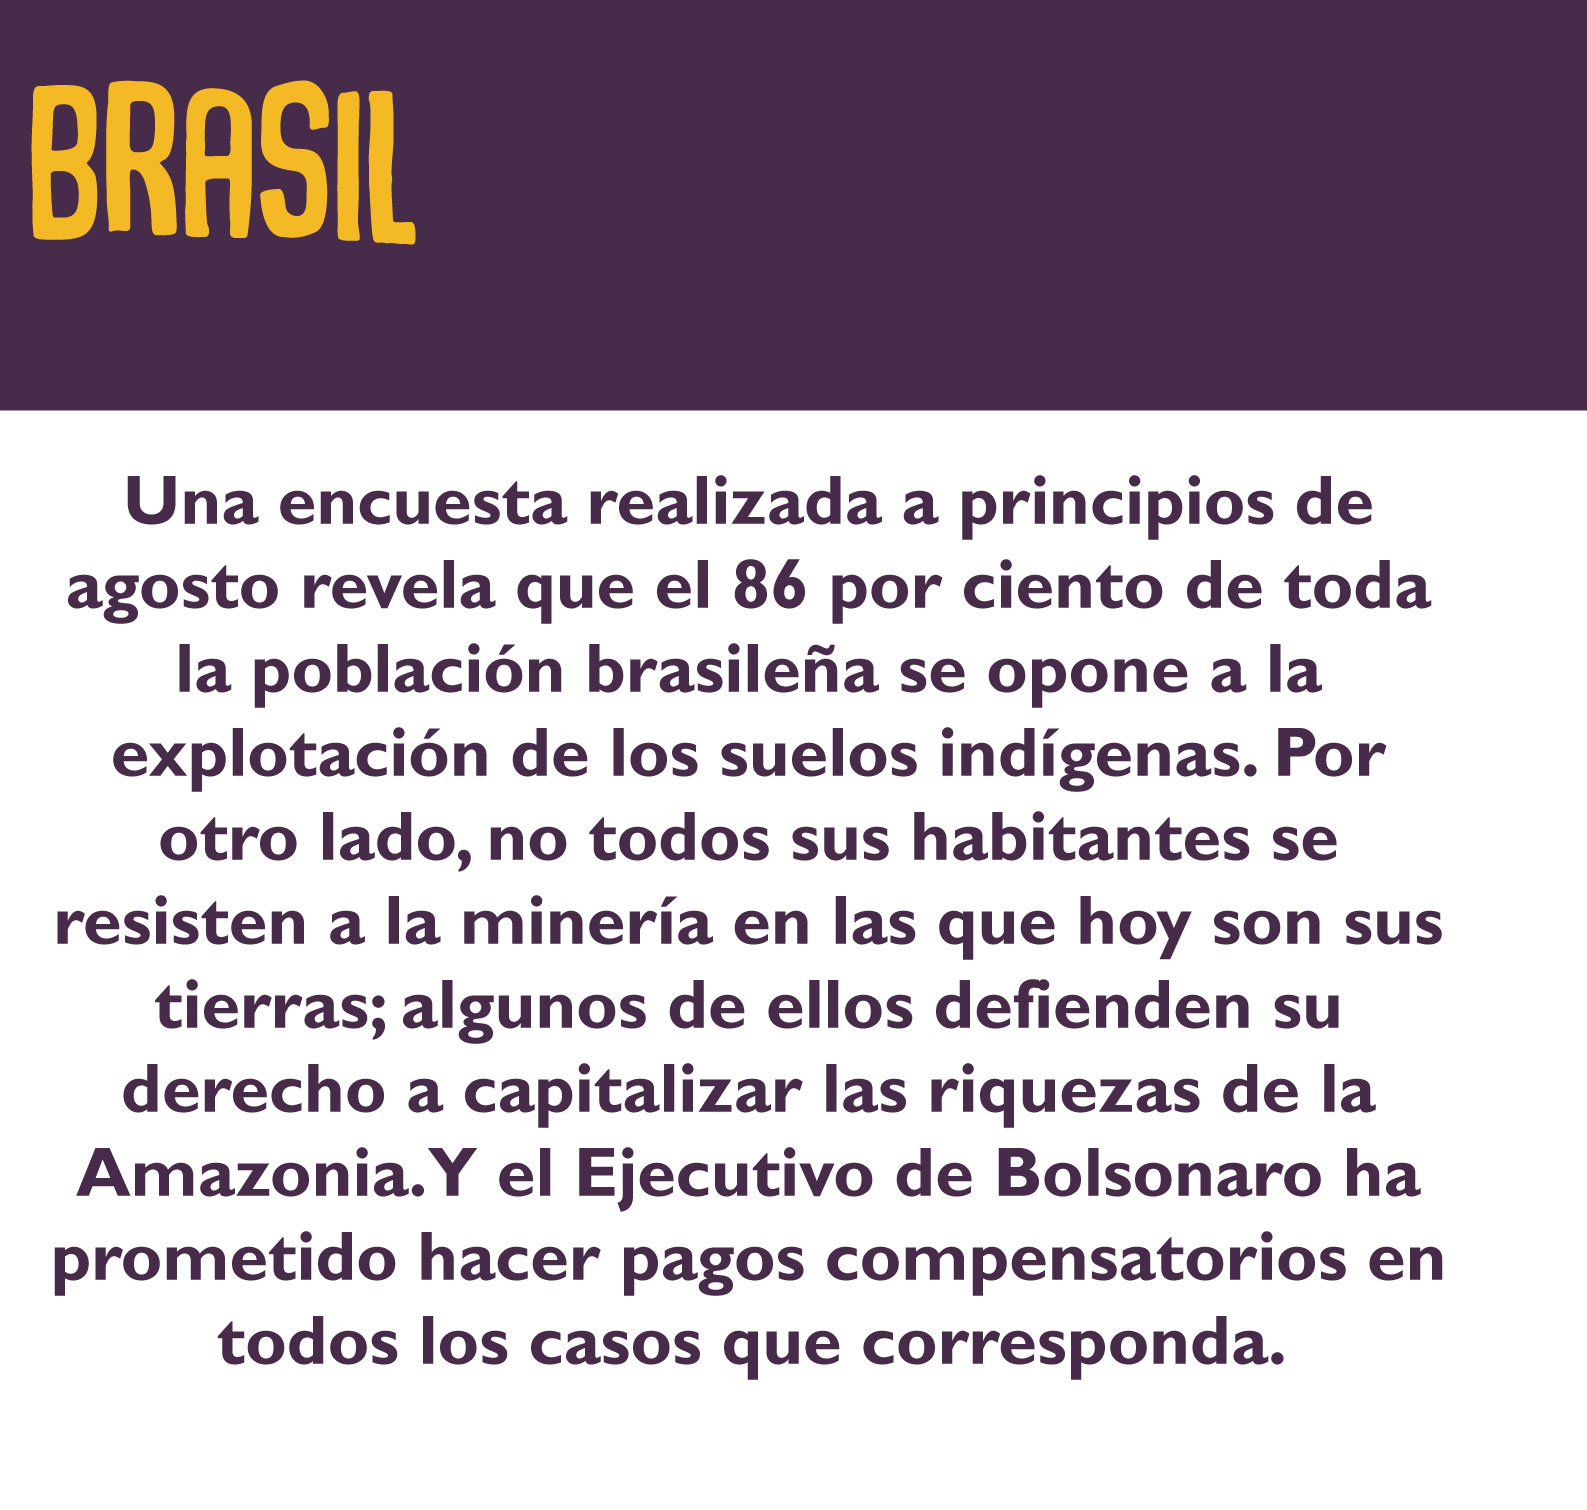 BRASIL
Una encuesta realizada a principios de
agosto revela que el 86 por ciento de toda
la población brasileña se opone a la
explotación de los suelos indígenas. Por
otro lado, no todos sus habitantes se
resisten a la minería en las que hoy son sus
tierras; algunos de ellos defienden su
derecho a capitalizar las riquezas de la
Amazonia. Y el Ejecutivo de Bolsonaro ha
prometido hacer pagos compensatorios en
todos los casos que corresponda.